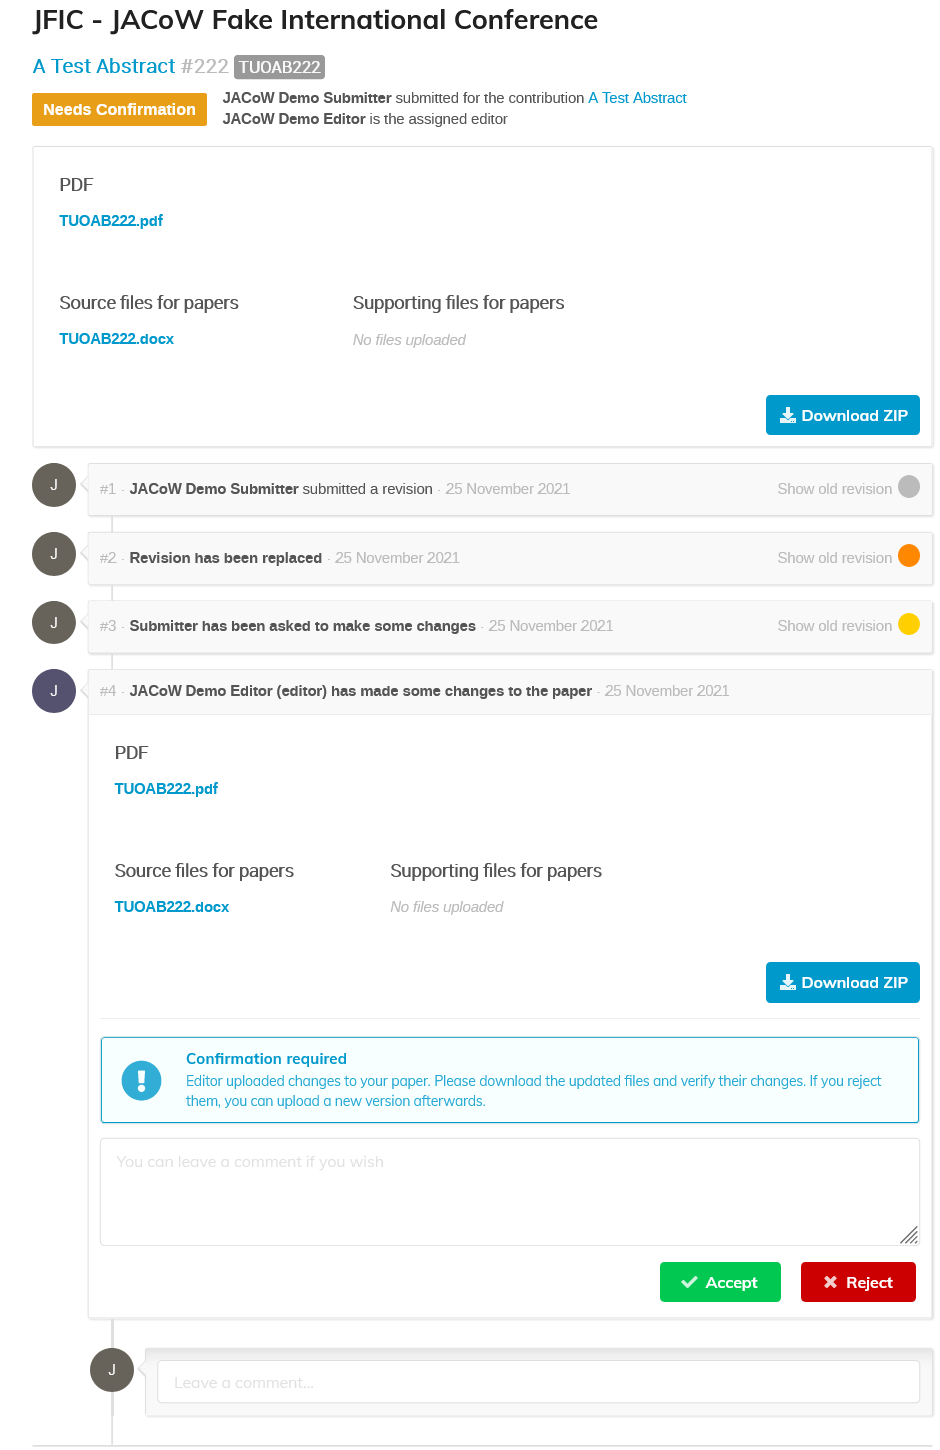 JFIC - JACoW Fake International Conference
A Test Abstract #222 TUOAB222
Needs Confirmation
JACoW Demo Submitter submitted for the contribution A Test Abstract
JACoW Demo Editor is the assigned editor
PDF
TUOAB222.pdf
Source files for papers
Supporting files for papers
TUOAB222.docx
No files uploaded
Download ZIP
J
#1 · JACoW Demo Submitter submitted a revision · 25 November 2021
Show old revision
J
#2 · Revision has been replaced · 25 November 2021
Show old revision
J
#3 · Submitter has been asked to make some changes · 25 November 2021
Show old revision
J
#4 · JACoW Demo Editor (editor) has made some changes to the paper · 25 November 2021
PDF
TUOAB222.pdf
Source files for papers
Supporting files for papers
TUOAB222.docx
No files uploaded
Download ZIP
Confirmation required
Editor uploaded changes to your paper. Please download the updated files and verify their changes. If you reject
them, you can upload a new version afterwards.
You can leave a comment if you wish
Accept
Reject
J
Leave a comment...